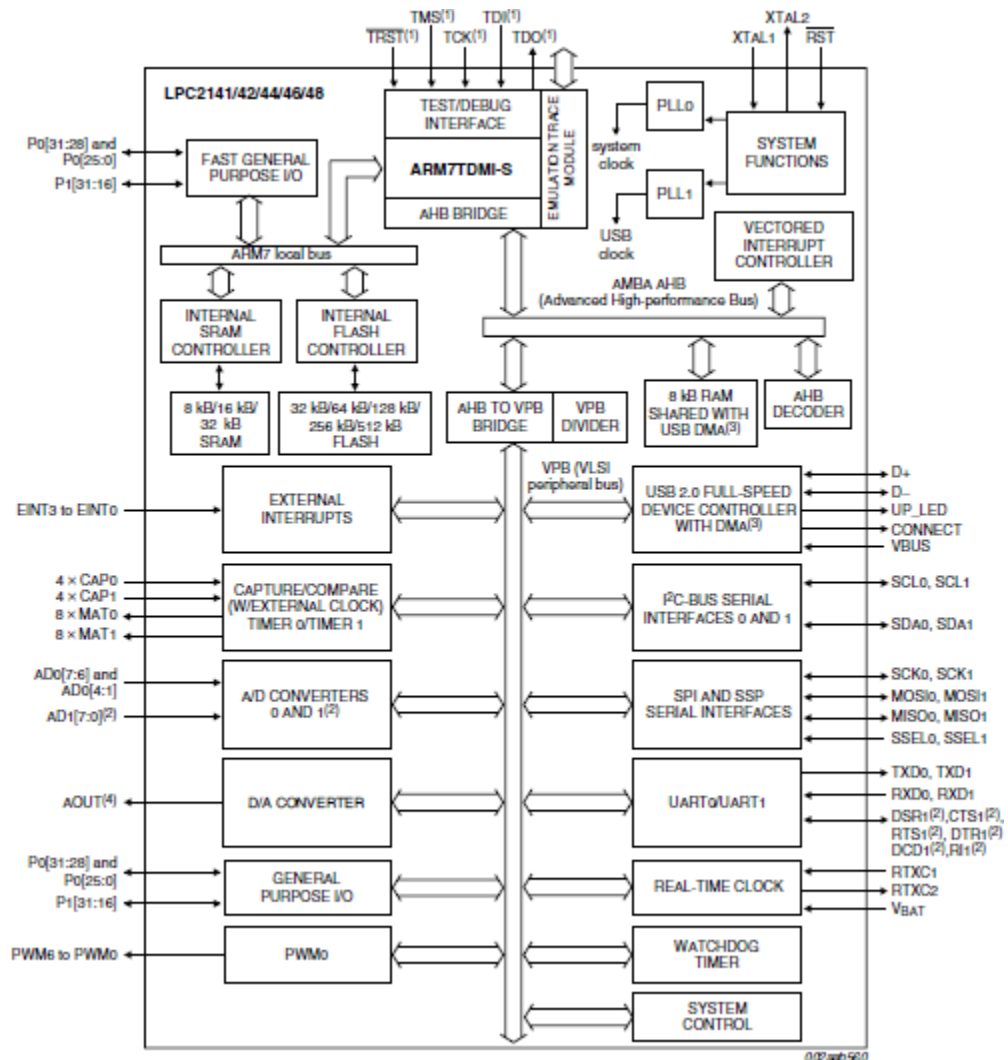 TMS(1) TDI(1)
TRST(1) TCK(1) TDO(1)
XTAL2
XTAL1 RST
LPC2141/42/44/46/48
P0[31:28] and
P0[25:0]
P1[31:16]
FAST GENERAL
PURPOSE I/O
TEST/DEBUG
INTERFACE
ARM7TDMI-S
AHB BRIDGE
EMULATION TRACE
MODULE
PLL0
system
clock
PLL1
USB
clock
SYSTEM
FUNCTIONS
VECTORED
INTERRUPT
CONTROLLER
ARM7 local bus
AMBA AHB
(Advanced High-performance Bus)
INTERNAL
SRAM
CONTROLLER
INTERNAL
FLASH
CONTROLLER
8 kB/16 kB/
32 kB
SRAM
32 kB/64 kB/128 kB/
256 kB/512 kB
FLASH
AHB TO VPB
BRIDGE
VPB
DIVIDER
8 kB RAM
SHARED WITH
USB DMA(3)
AHB
DECODER
VPB (VLSI
peripheral bus)
EINT3 to EINT0
EXTERNAL
INTERRUPTS
USB 2.0 FULL-SPEED
DEVICE CONTROLLER
WITH DMA(3)
D+
D−
UP_LED
CONNECT
VBUS
4 × CAP0
4 × CAP1
8 × MAT0
8 × MAT1
CAPTURE/COMPARE
(W/EXTERNAL CLOCK)
TIMER 0/TIMER 1
I2C-BUS SERIAL
INTERFACES 0 AND 1
SCL0, SCL1
SDA0, SDA1
AD0[7:6] and
AD0[4:1]
AD1[7:0](2)
A/D CONVERTERS
0 AND 1(2)
SPI AND SSP
SERIAL INTERFACES
SCK0, SCK1
MOSI0, MOSI1
MISO0, MISO1
SSEL0, SSEL1
AOUT(4)
D/A CONVERTER
UART0/UART1
TXD0, TXD1
RXD0, RXD1
DSR1(2),CTS1(2),
RTS1(2), DTR1(2)
DCD1(2),RI1(2)
P0[31:28] and
P0[25:0]
P1[31:16]
GENERAL
PURPOSE I/O
REAL-TIME CLOCK
RTXC1
RTXC2
VBAT
PWM6 to PWM0
PWM0
WATCHDOG
TIMER
SYSTEM
CONTROL